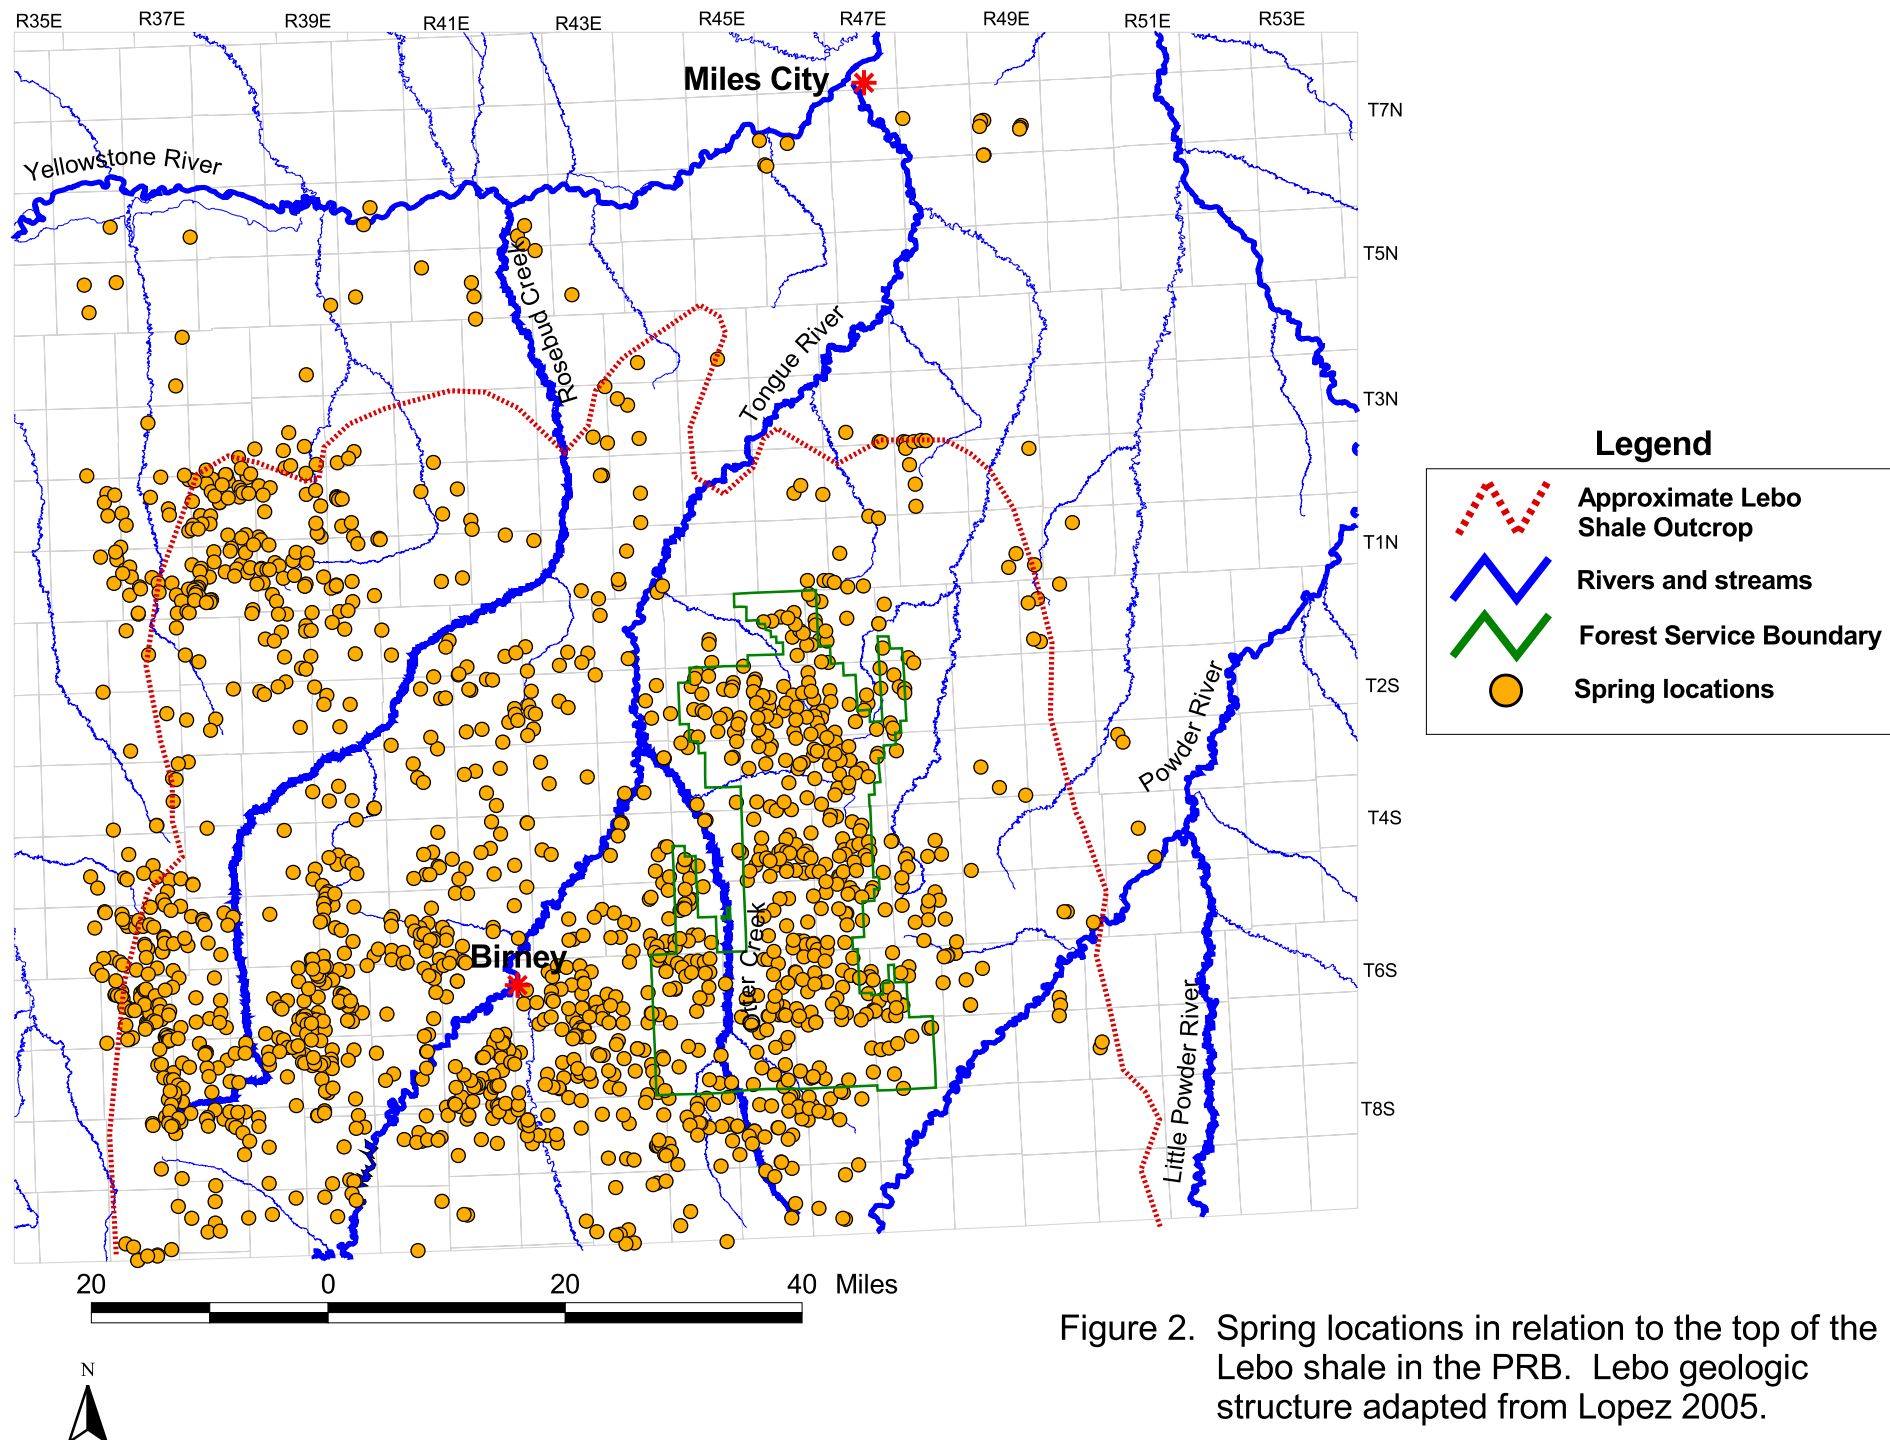 R35E R37E R39E R41E R43E R45E R47E R49E R51E R53E
Miles City
T7N
Yellowstone River
T5N
Rosebud Creek
Tongue River
T3N
Legend
Approximate Lebo
Shale Outcrop
T1N
Rivers and streams
Forest Service Boundary
T2S
Spring locations
Powder River
T4S
Birney
Otter Creek
T6S
Little Powder River
T8S
20 0 20 40 Miles
Figure 2. Spring locations in relation to the top of the
Lebo shale in the PRB. Lebo geologic
structure adapted from Lopez 2005.
N